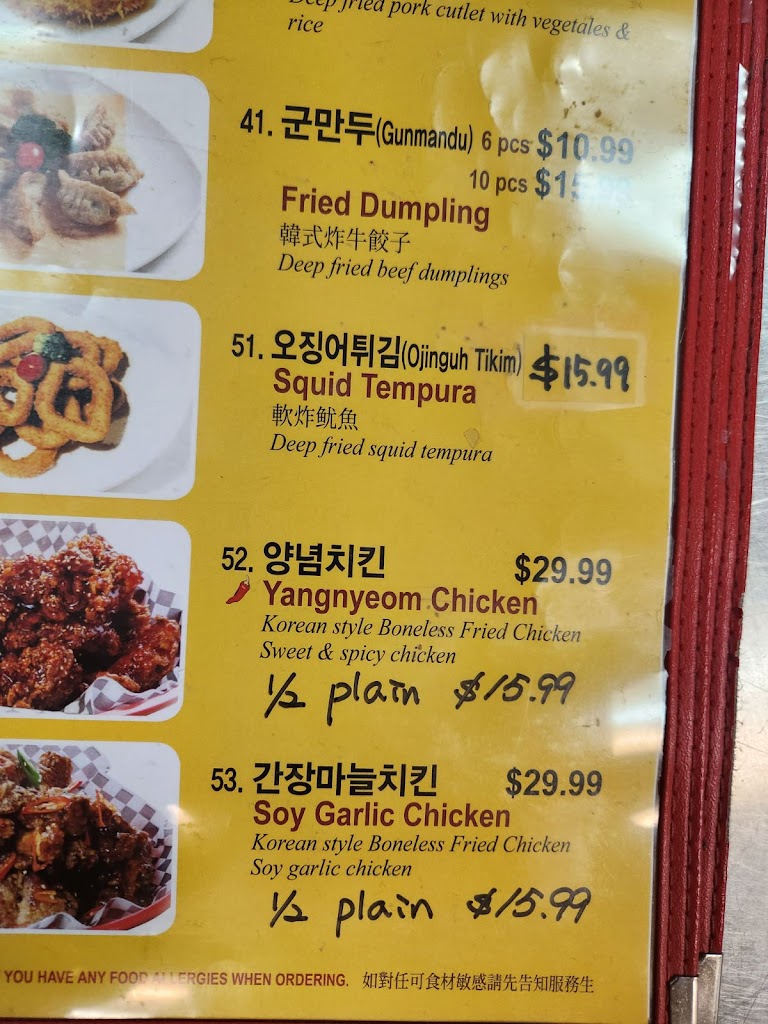 Deep fried pork cutlet with vegetales &
rice
41. 군만두(Gunmandu) 6 pcs $10.99
10 pcs
Fried Dumpling
韓式炸牛餃子
Deep fried beef dumplings
51. 오징어튀김(Ojinguh Tikim) $15.99
Squid Tempura
軟炸魷魚
Deep fried squid tempura
52. 양념치킨 $29.99
Yangnyeom Chicken
Korean style Boneless Fried Chicken
Sweet & spicy chicken
1/2 plain $15.99
53. 간장마늘치킨 $29.99
Soy Garlic Chicken
Korean style Boneless Fried Chicken
Soy garlic chicken
1/2 plain $15.99
YOU HAVE ANY FOOD ALLERGIES WHEN ORDERING. 如對任可食材敏感請先告知服務生